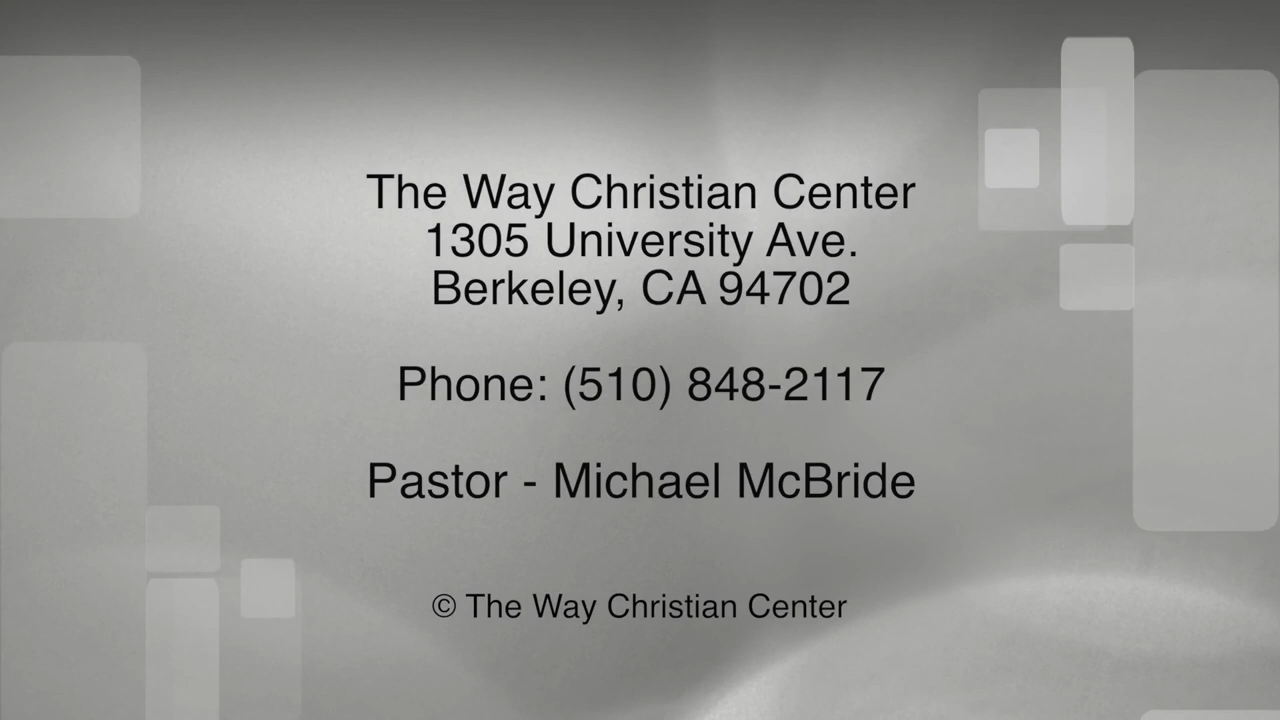 The Way Christian Center
1305 University Ave.
Berkeley, CA 94702
Phone: (510) 848-2117
Pastor - Michael McBride
© The Way Christian Center